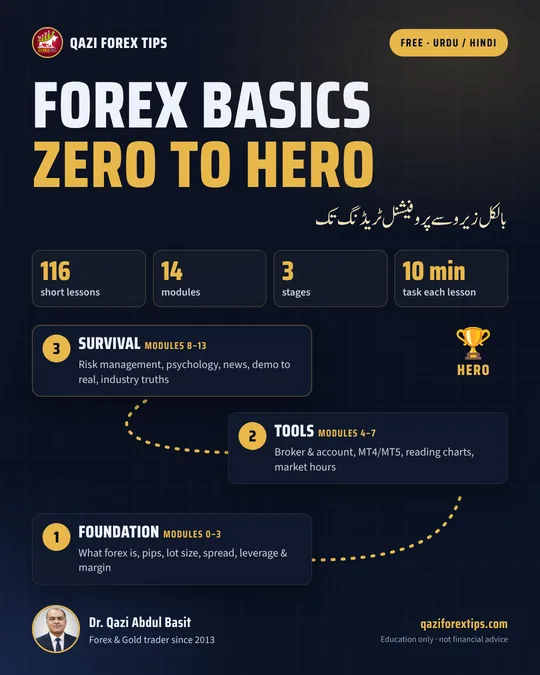 QAZI FOREX TIPS
FREE · URDU / HINDI
FOREX BASICS
ZERO TO HERO
بالکل زیرو سے پروفیشنل ٹریڈنگ تک
116
short lessons
14
modules
3
stages
10 min
task each lesson
3
SURVIVAL MODULES 8–13
Risk management, psychology, news, demo to
real, industry truths
HERO
2
TOOLS MODULES 4–7
Broker & account, MT4/MT5, reading charts,
market hours
1
FOUNDATION MODULES 0–3
What forex is, pips, lot size, spread, leverage &
margin
Dr. Qazi Abdul Basit
Forex & Gold trader since 2013
qaziforextips.com
Education only · not financial advice